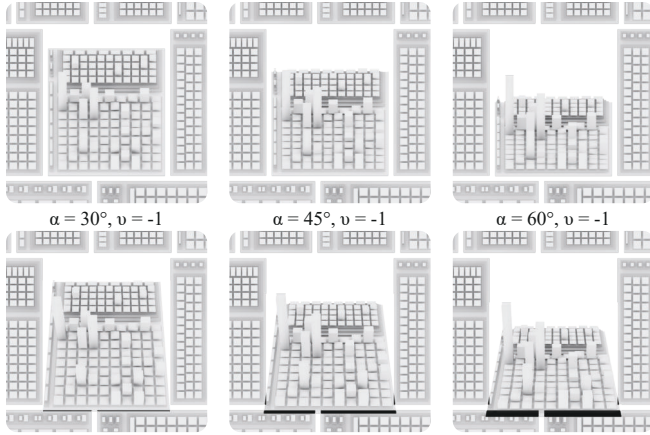 α = 30°, υ = -1 α = 45°, υ = -1 α = 60°, υ = -1